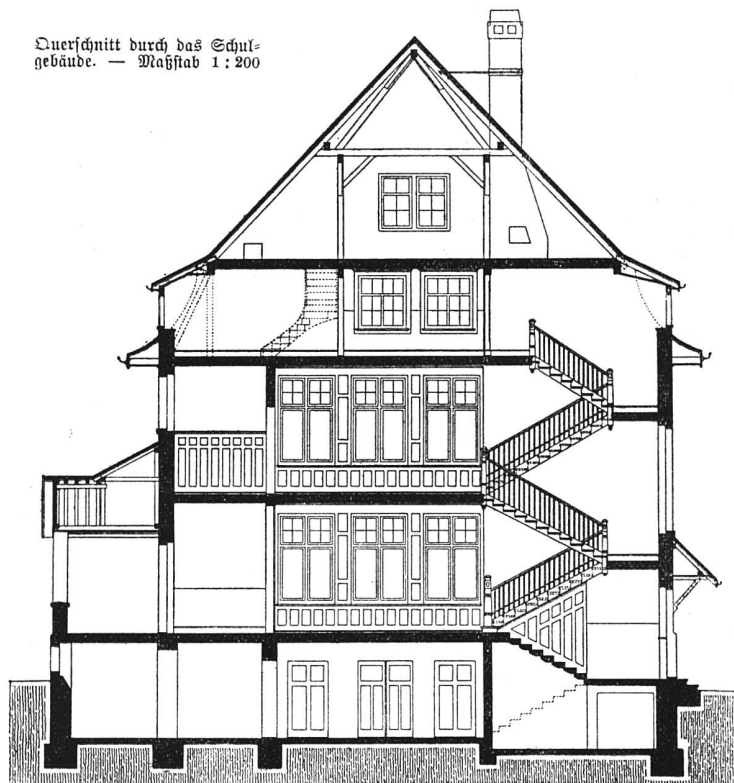 Querschnitt durch das Schul=
gebäude. — Maßstab 1 : 200